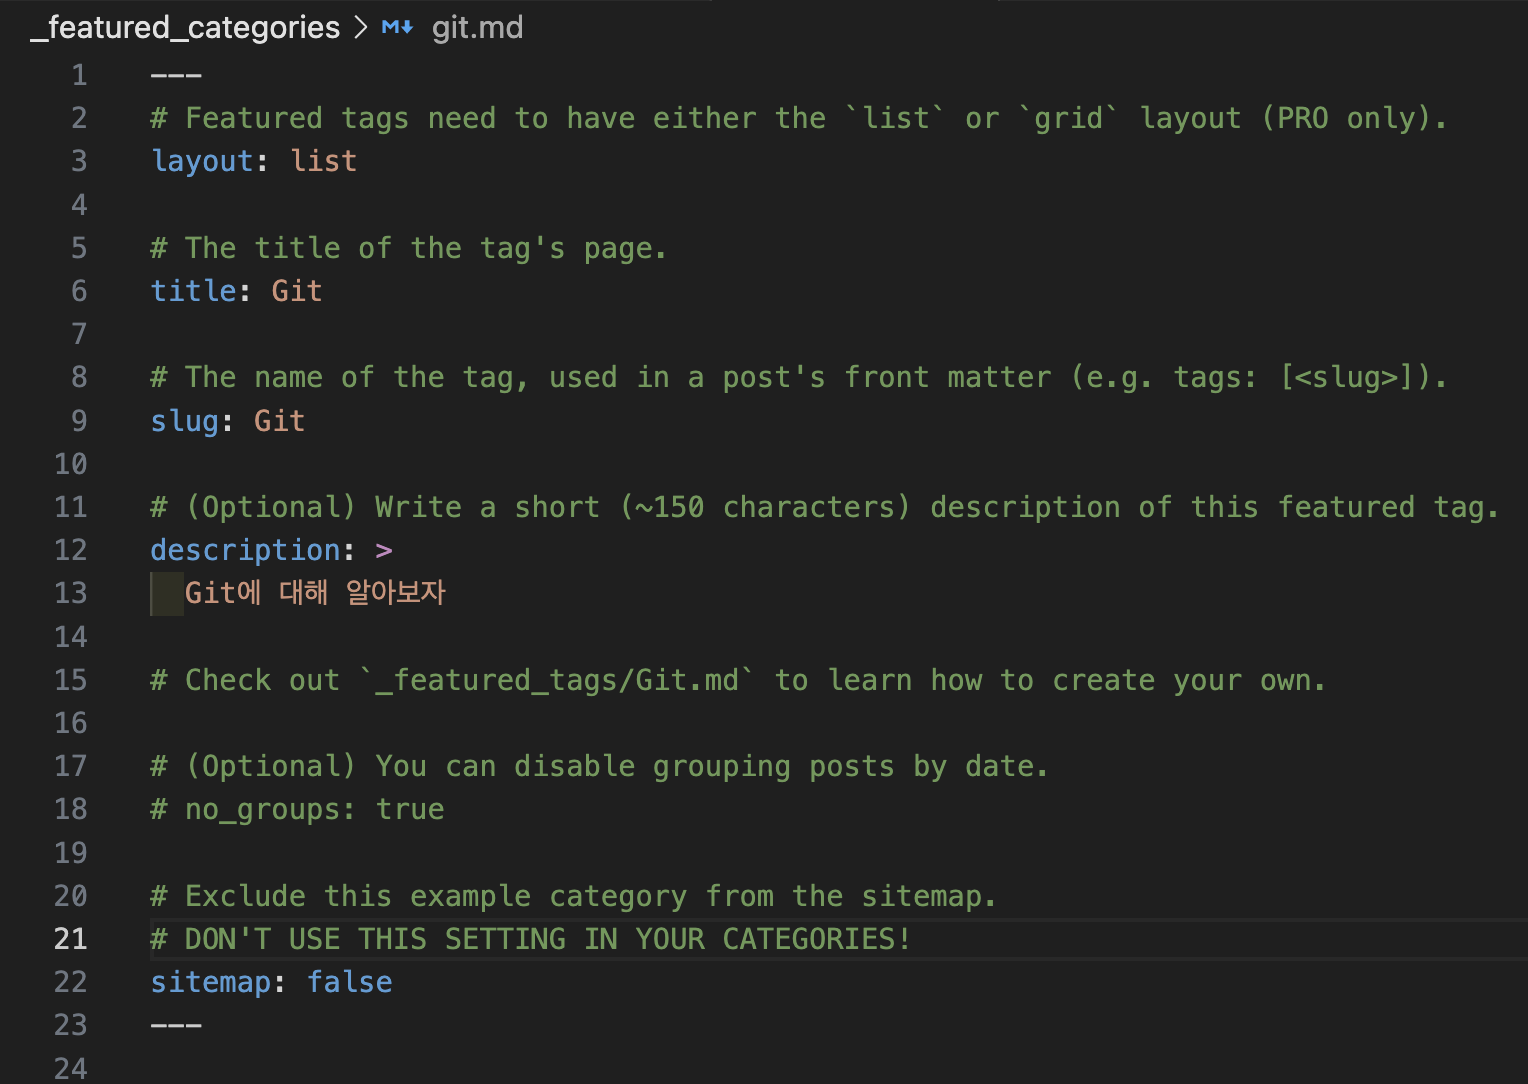 _featured_categories > git.md
1 ---
2 # Featured tags need to have either the `list` or `grid` layout (PRO only).
3 layout: list
4
5 # The title of the tag's page.
6 title: Git
7
8 # The name of the tag, used in a post's front matter (e.g. tags: [<slug>]).
9 slug: Git
10
11 # (Optional) Write a short (~150 characters) description of this featured tag.
12 description: >
13 Git에 대해 알아보자
14
15 # Check out `_featured_tags/Git.md` to learn how to create your own.
16
17 # (Optional) You can disable grouping posts by date.
18 # no_groups: true
19
20 # Exclude this example category from the sitemap.
21 # DON'T USE THIS SETTING IN YOUR CATEGORIES!
22 sitemap: false
23 ---
24